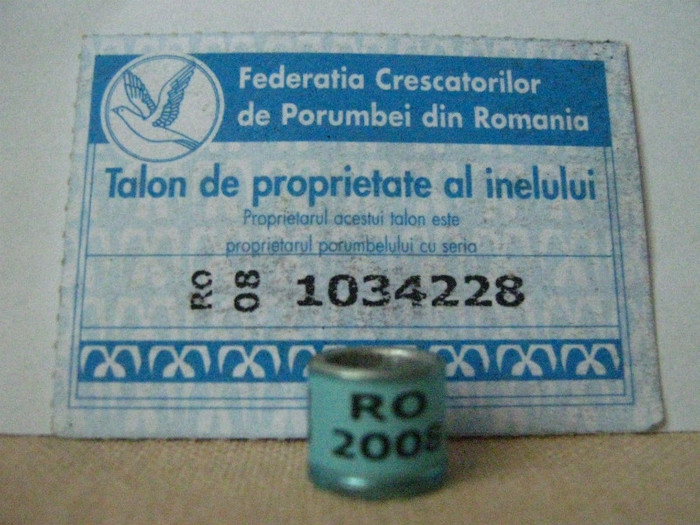 Federatia Crescatorilor
de Porumbei din Romania
Talon de proprietate al inelului
Proprietarul acestui talon este
proprietarul porumbelului cu seria
RO 08 1034228
RO
2008